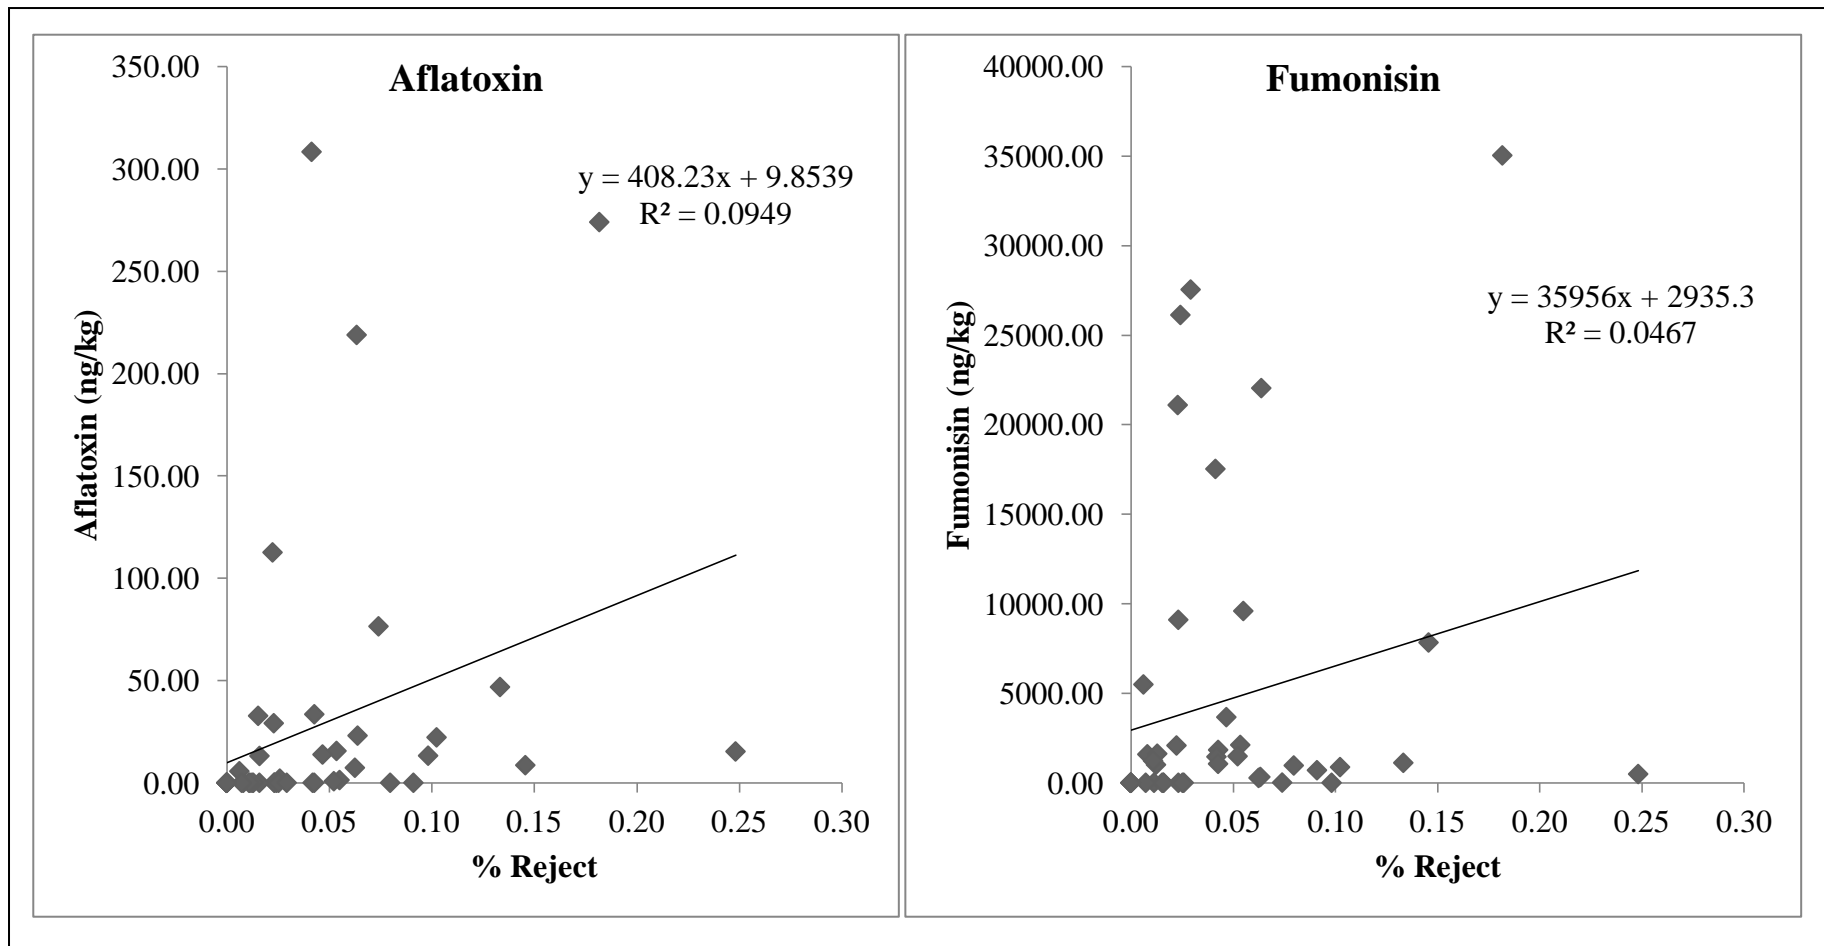 Aflatoxin
350.00
300.00
250.00
200.00
150.00
100.00
50.00
0.00
Aflatoxin (ng/kg)
y = 408.23x + 9.8539
R² = 0.0949
0.00 0.05 0.10 0.15 0.20 0.25 0.30
% Reject
Fumonisin
40000.00
35000.00
30000.00
25000.00
20000.00
15000.00
10000.00
5000.00
0.00
Fumonisin (ng/kg)
y = 35956x + 2935.3
R² = 0.0467
0.00 0.05 0.10 0.15 0.20 0.25 0.30
% Reject